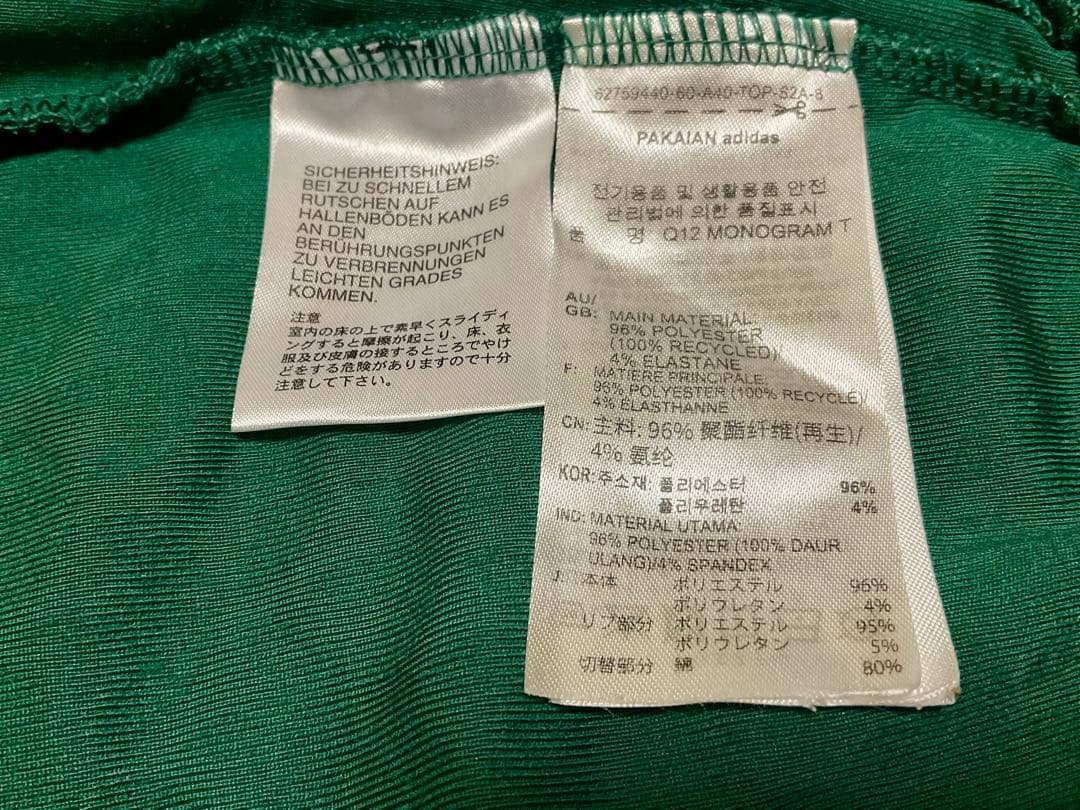 SICHERHEITSHINWEIS:
BEI ZU SCHNELLEM
RUTSCHEN AUF
HALLENBÖDEN KANN ES
AN DEN
BERÜHRUNGSPUNKTEN
ZU VERBRENNUNGEN
LEICHTEN GRADES
KOMMEN.
注意
室内の床の上で素早くスライディ
ングすると摩擦が起こり、床、衣
服及び皮膚の接するところでやけ
どをする危険がありますので十分
注意して下さい。
62759440-60-A40-TOP-S2A-8
PAKAIAN adidas
전기용품 및 생활용품 안전
관리법에 의한 품질표시
품 명 Q12 MONOGRAM T
AU/
GB: MAIN MATERIAL:
96% POLYESTER
(100% RECYCLED)/
4% ELASTANE
F: MATIERE PRINCIPALE:
96% POLYESTER (100% RECYCLE)/
4% ELASTHANNE
CN: 主料: 96% 聚酯纤维(再生)/
4% 氨纶
KOR: 주소재: 폴리에스터 96%
폴리우레탄 4%
IND: MATERIAL UTAMA:
96% POLYESTER (100% DAUR
ULANG)/4% SPANDEX
J: 本体 ポリエステル 96%
ポリウレタン 4%
リブ部分 ポリエステル 95%
ポリウレタン 5%
切替部分 綿 80%